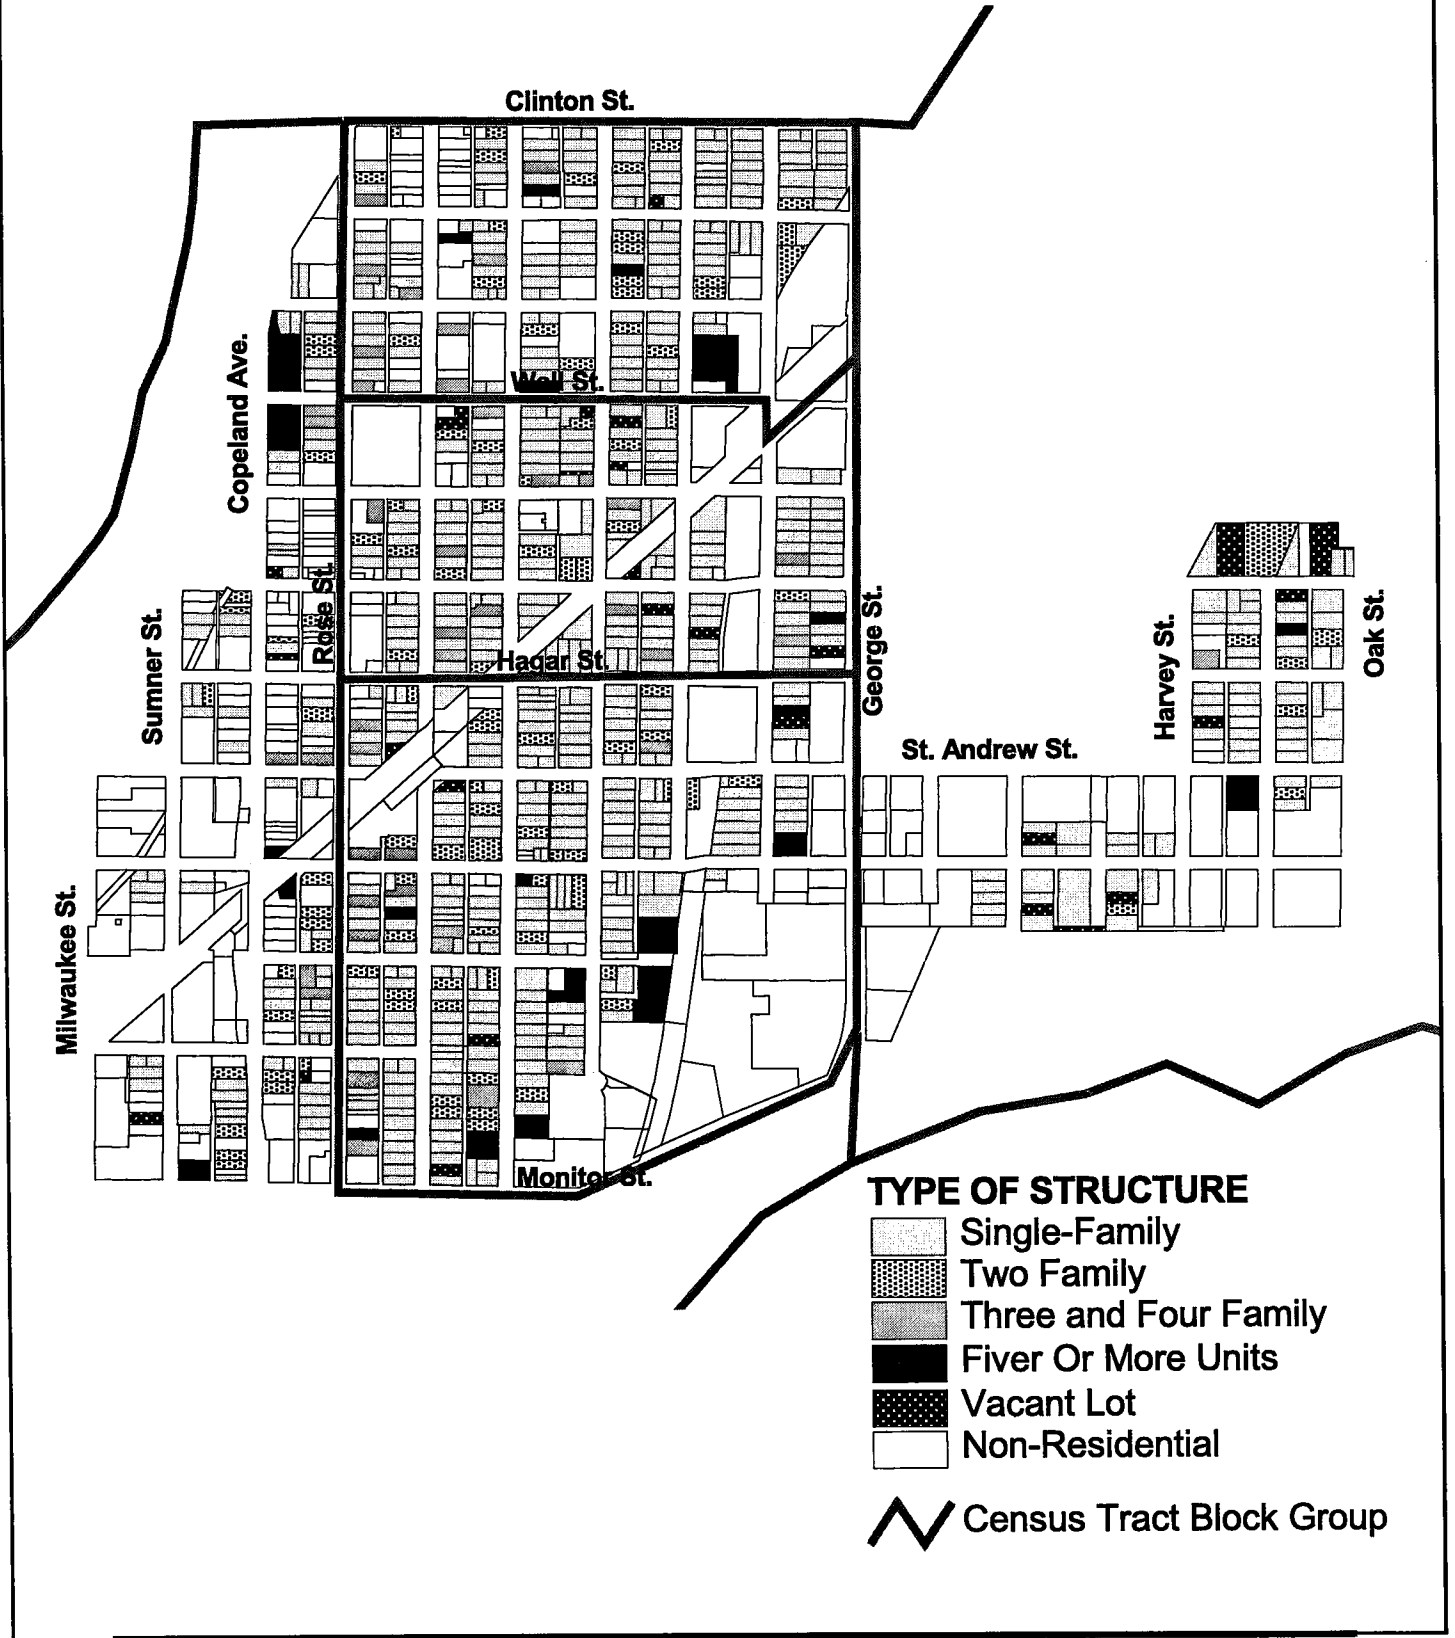 Clinton St.
Copeland Ave.
Wall St.
Rose St.
Sumner St.
Hagar St.
George St.
Harvey St.
Oak St.
St. Andrew St.
Milwaukee St.
Monitor St.
TYPE OF STRUCTURE
Single-Family
Two Family
Three and Four Family
Fiver Or More Units
Vacant Lot
Non-Residential
Census Tract Block Group